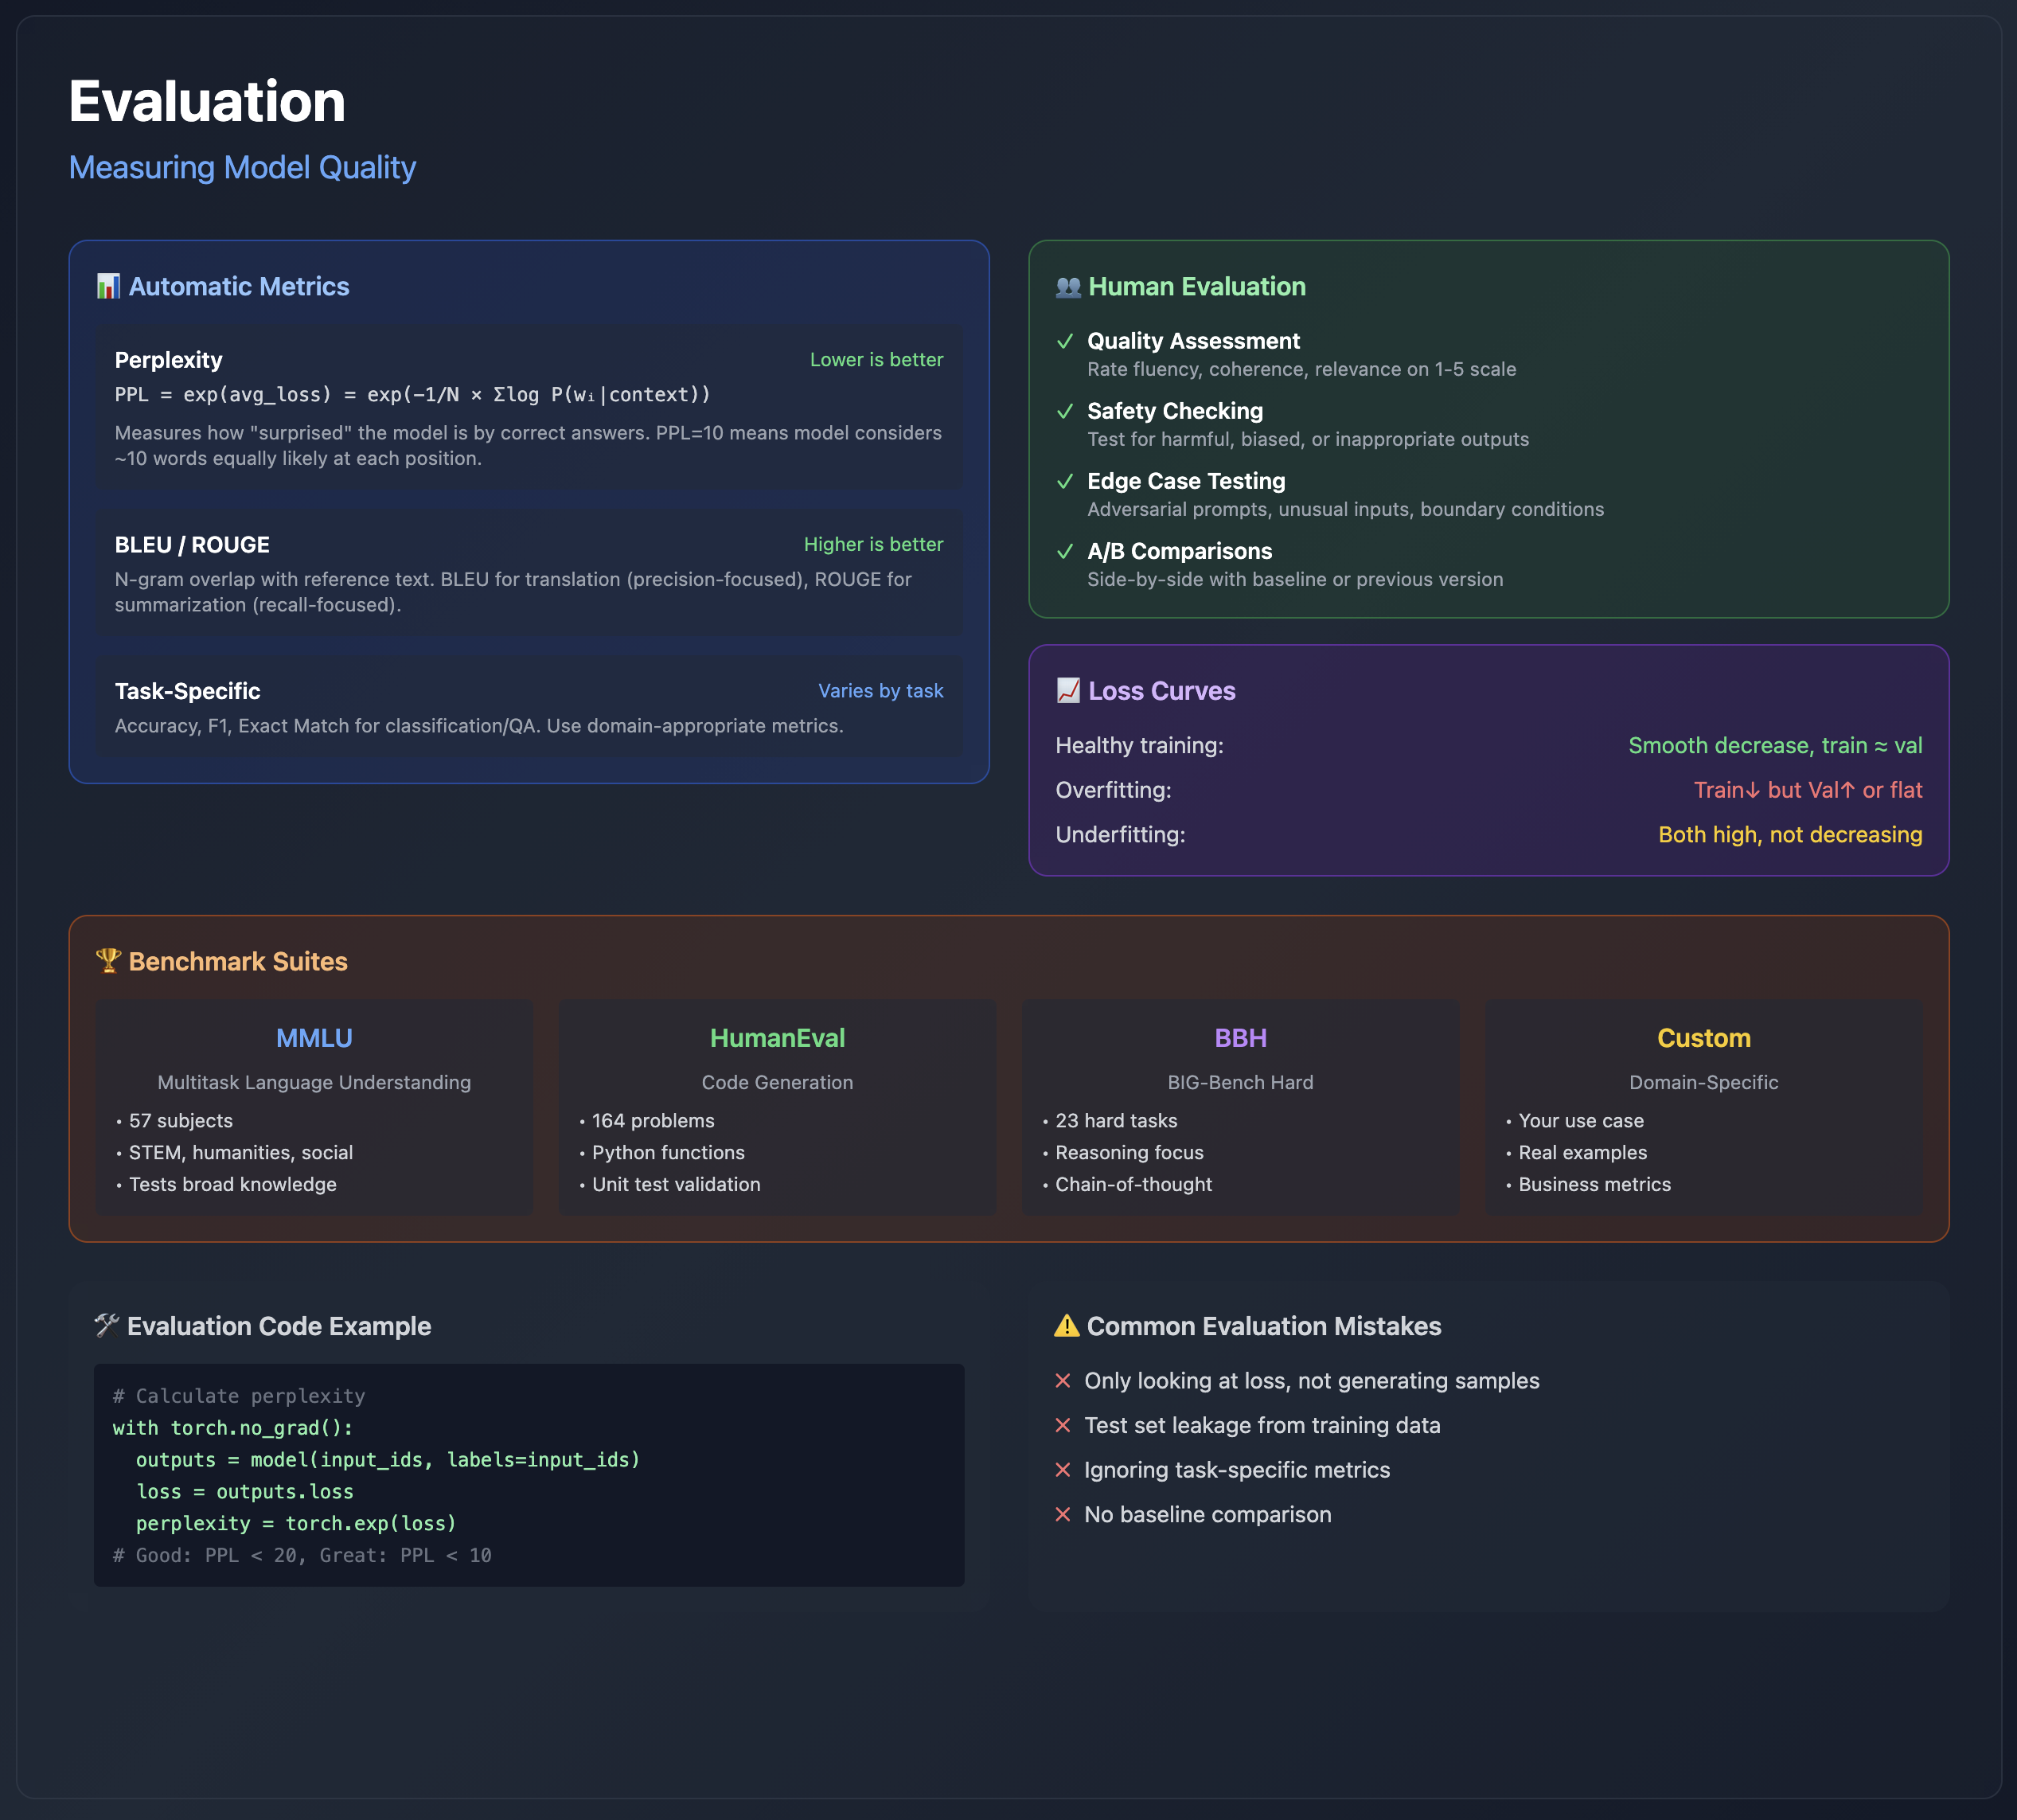 Evaluation
Measuring Model Quality
📊 Automatic Metrics
Perplexity
Lower is better
PPL = exp(avg_loss) = exp(−1/N × Σlog P(wᵢ|context))
Measures how "surprised" the model is by correct answers. PPL=10 means model considers
~10 words equally likely at each position.
BLEU / ROUGE
Higher is better
N-gram overlap with reference text. BLEU for translation (precision-focused), ROUGE for
summarization (recall-focused).
Task-Specific
Varies by task
Accuracy, F1, Exact Match for classification/QA. Use domain-appropriate metrics.
👥 Human Evaluation
✓ Quality Assessment
Rate fluency, coherence, relevance on 1-5 scale
✓ Safety Checking
Test for harmful, biased, or inappropriate outputs
✓ Edge Case Testing
Adversarial prompts, unusual inputs, boundary conditions
✓ A/B Comparisons
Side-by-side with baseline or previous version
📈 Loss Curves
Healthy training:
Smooth decrease, train ≈ val
Overfitting:
Train↓ but Val↑ or flat
Underfitting:
Both high, not decreasing
🏆 Benchmark Suites
MMLU
Multitask Language Understanding
• 57 subjects
• STEM, humanities, social
• Tests broad knowledge
HumanEval
Code Generation
• 164 problems
• Python functions
• Unit test validation
BBH
BIG-Bench Hard
• 23 hard tasks
• Reasoning focus
• Chain-of-thought
Custom
Domain-Specific
• Your use case
• Real examples
• Business metrics
🛠 Evaluation Code Example
# Calculate perplexity
with torch.no_grad():
  outputs = model(input_ids, labels=input_ids)
  loss = outputs.loss
  perplexity = torch.exp(loss)
# Good: PPL < 20, Great: PPL < 10
⚠️ Common Evaluation Mistakes
✕ Only looking at loss, not generating samples
✕ Test set leakage from training data
✕ Ignoring task-specific metrics
✕ No baseline comparison